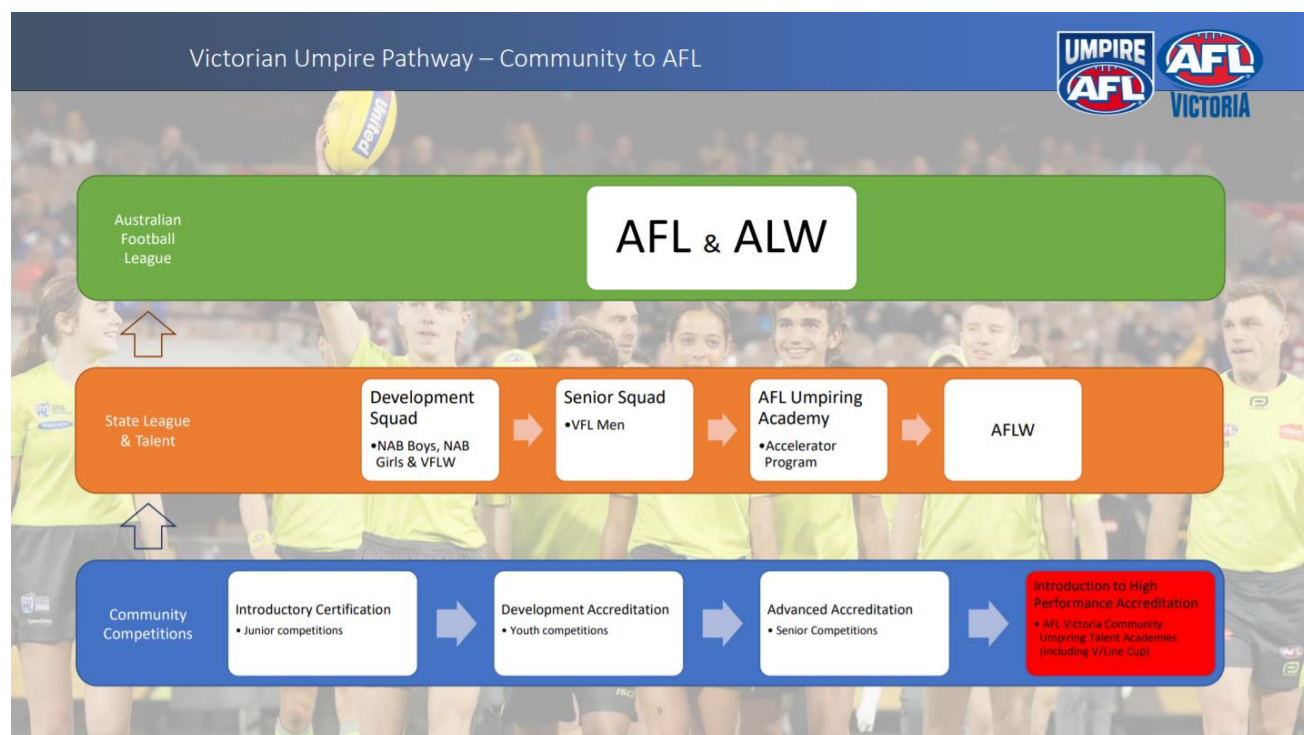 Victorian Umpire Pathway – Community to AFL
UMPIRE
AFL
AFL
VICTORIA
United
Australian
Football
League
AFL & ALW
State League
& Talent
Development
Squad
•NAB Boys, NAB
Girls & VFLW
Senior Squad
•VFL Men
AFL Umpiring
Academy
•Accelerator
Program
AFLW
Community
Competitions
Introductory Certification
• Junior competitions
Development Accreditation
• Youth competitions
Advanced Accreditation
• Senior Competitions
Introduction to High
Performance Accreditation
• AFL Victoria Community
Umpiring Talent Academies
(including V/Line Cup)
9